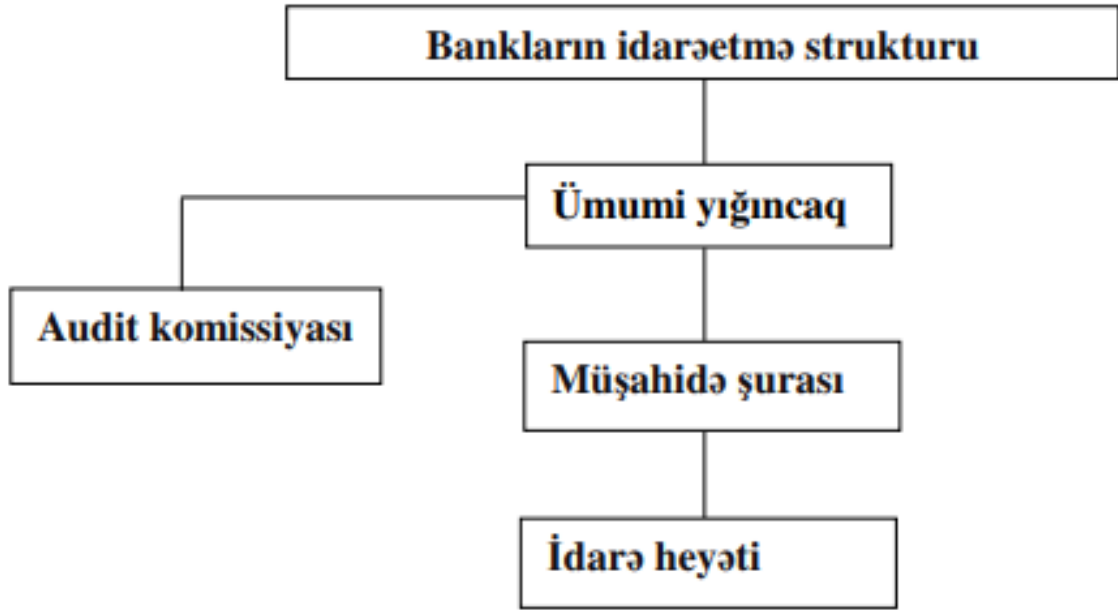 Bankların idarəetmə strukturu
Ümumi yığıncaq
Audit komissiyası
Müşahidə şurası
İdarə heyəti